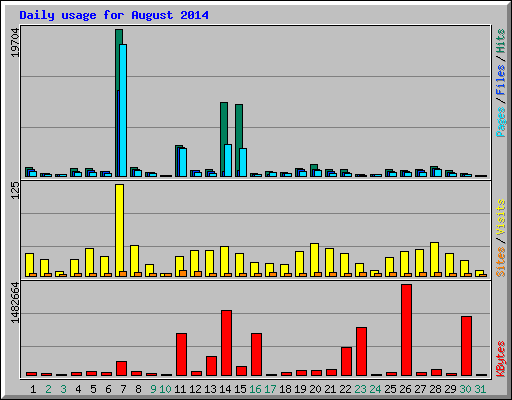 Daily usage for August 2014
19704
Pages / Files / Hits
125
Sites / Visits
1482664
KBytes
1 2 3 4 5 6 7 8 9 10 11 12 13 14 15 16 17 18 19 20 21 22 23 24 25 26 27 28 29 30 31